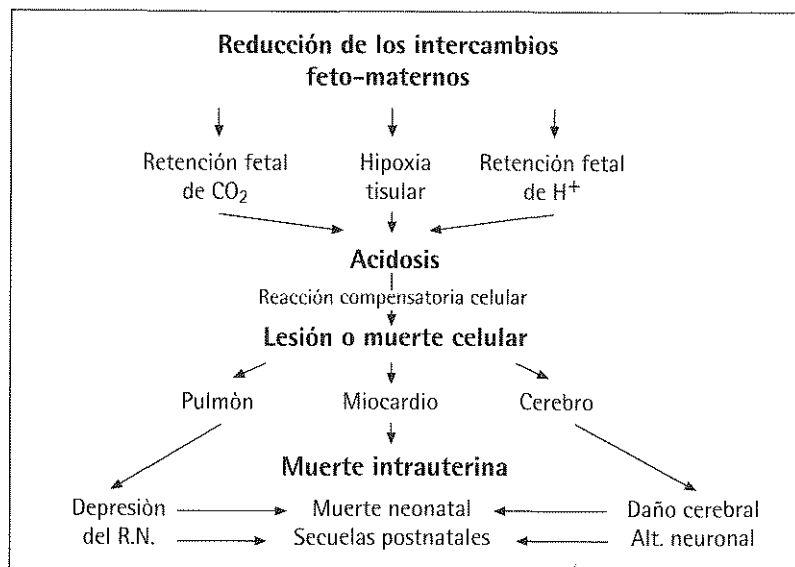 Reducción de los intercambios
feto-maternos
Retención fetal
de CO₂
Hipoxia
tisular
Retención fetal
de H⁺
Acidosis
Reacción compensatoria celular
Lesión o muerte celular
Pulmòn
Miocardio
Cerebro
Muerte intrauterina
Depresiòn
del R.N.
Muerte neonatal
Secuelas postnatales
Daño cerebral
Alt. neuronal